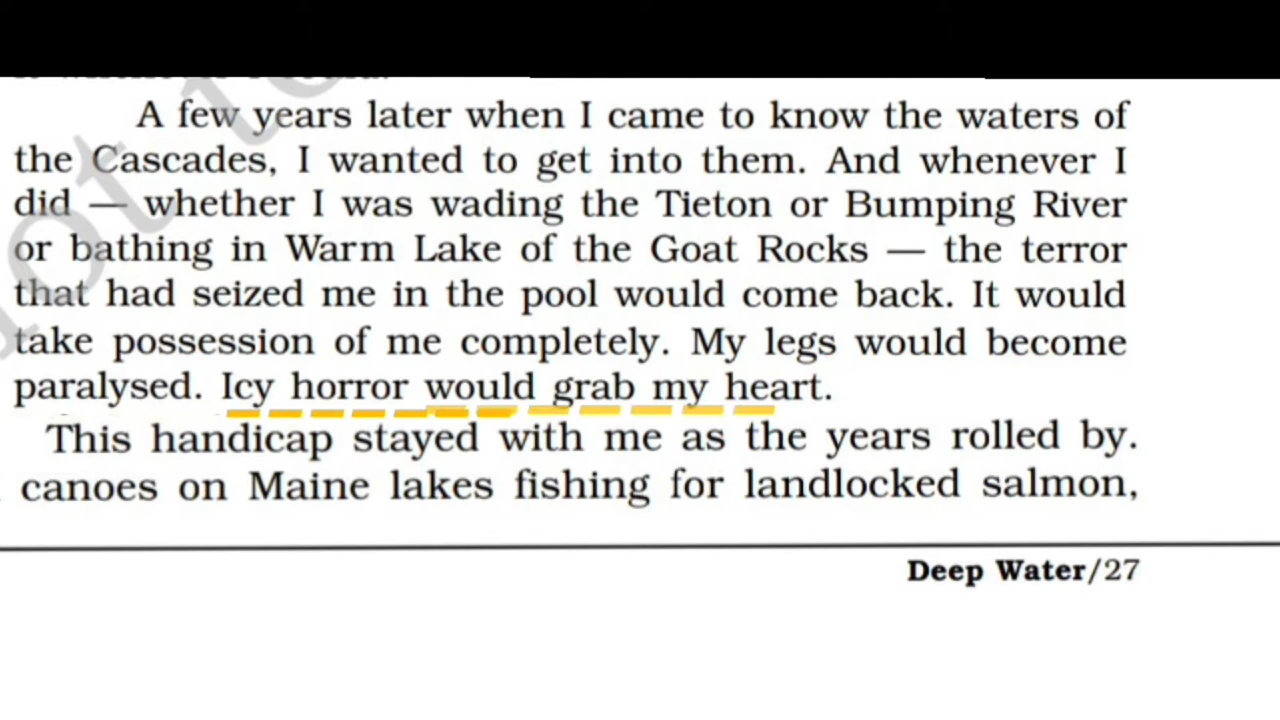 A few years later when I came to know the waters of
the Cascades, I wanted to get into them. And whenever I
did — whether I was wading the Tieton or Bumping River
or bathing in Warm Lake of the Goat Rocks — the terror
that had seized me in the pool would come back. It would
take possession of me completely. My legs would become
paralysed. Icy horror would grab my heart.
This handicap stayed with me as the years rolled by.
canoes on Maine lakes fishing for landlocked salmon,
Deep Water/27